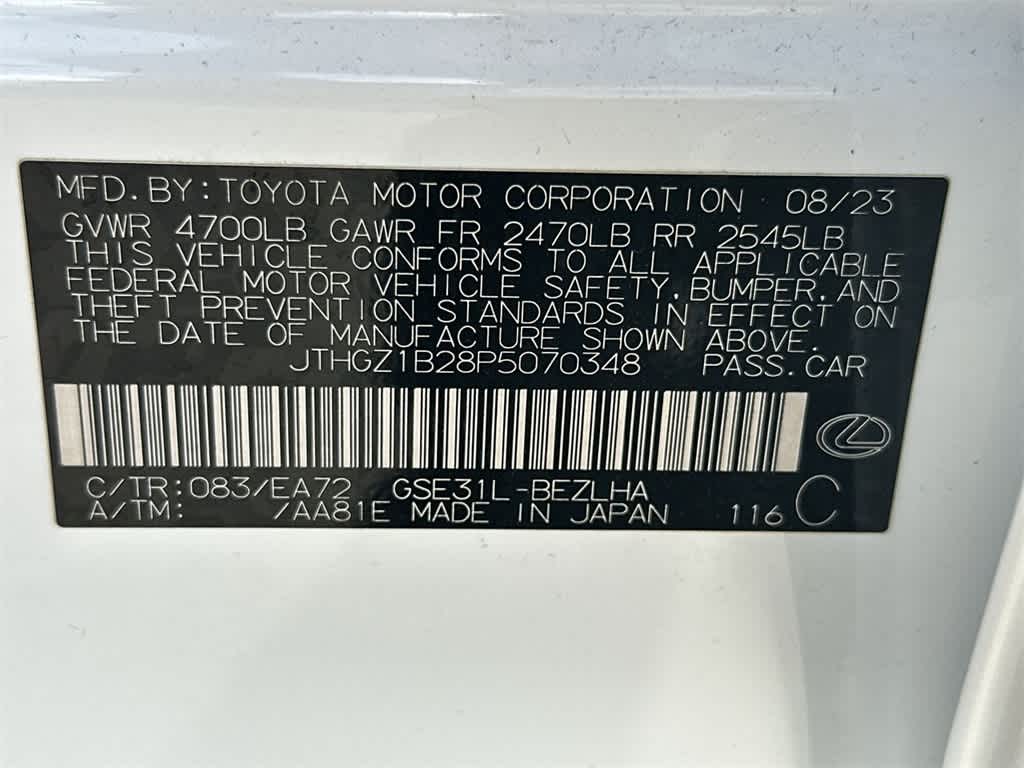 MFD.BY:TOYOTA MOTOR CORPORATION 08/23
GVWR 4700LB GAWR FR 2470LB RR 2545LB
THIS VEHICLE CONFORMS TO ALL APPLICABLE
FEDERAL MOTOR VEHICLE SAFETY,BUMPER,AND
THEFT PREVENTION STANDARDS IN EFFECT ON
THE DATE OF MANUFACTURE SHOWN ABOVE.
JTHGZ1B28P5070348 PASS.CAR
C/TR:083/EA72 GSE31L-BEZLHA
A/TM: /AA81E MADE IN JAPAN 116 C